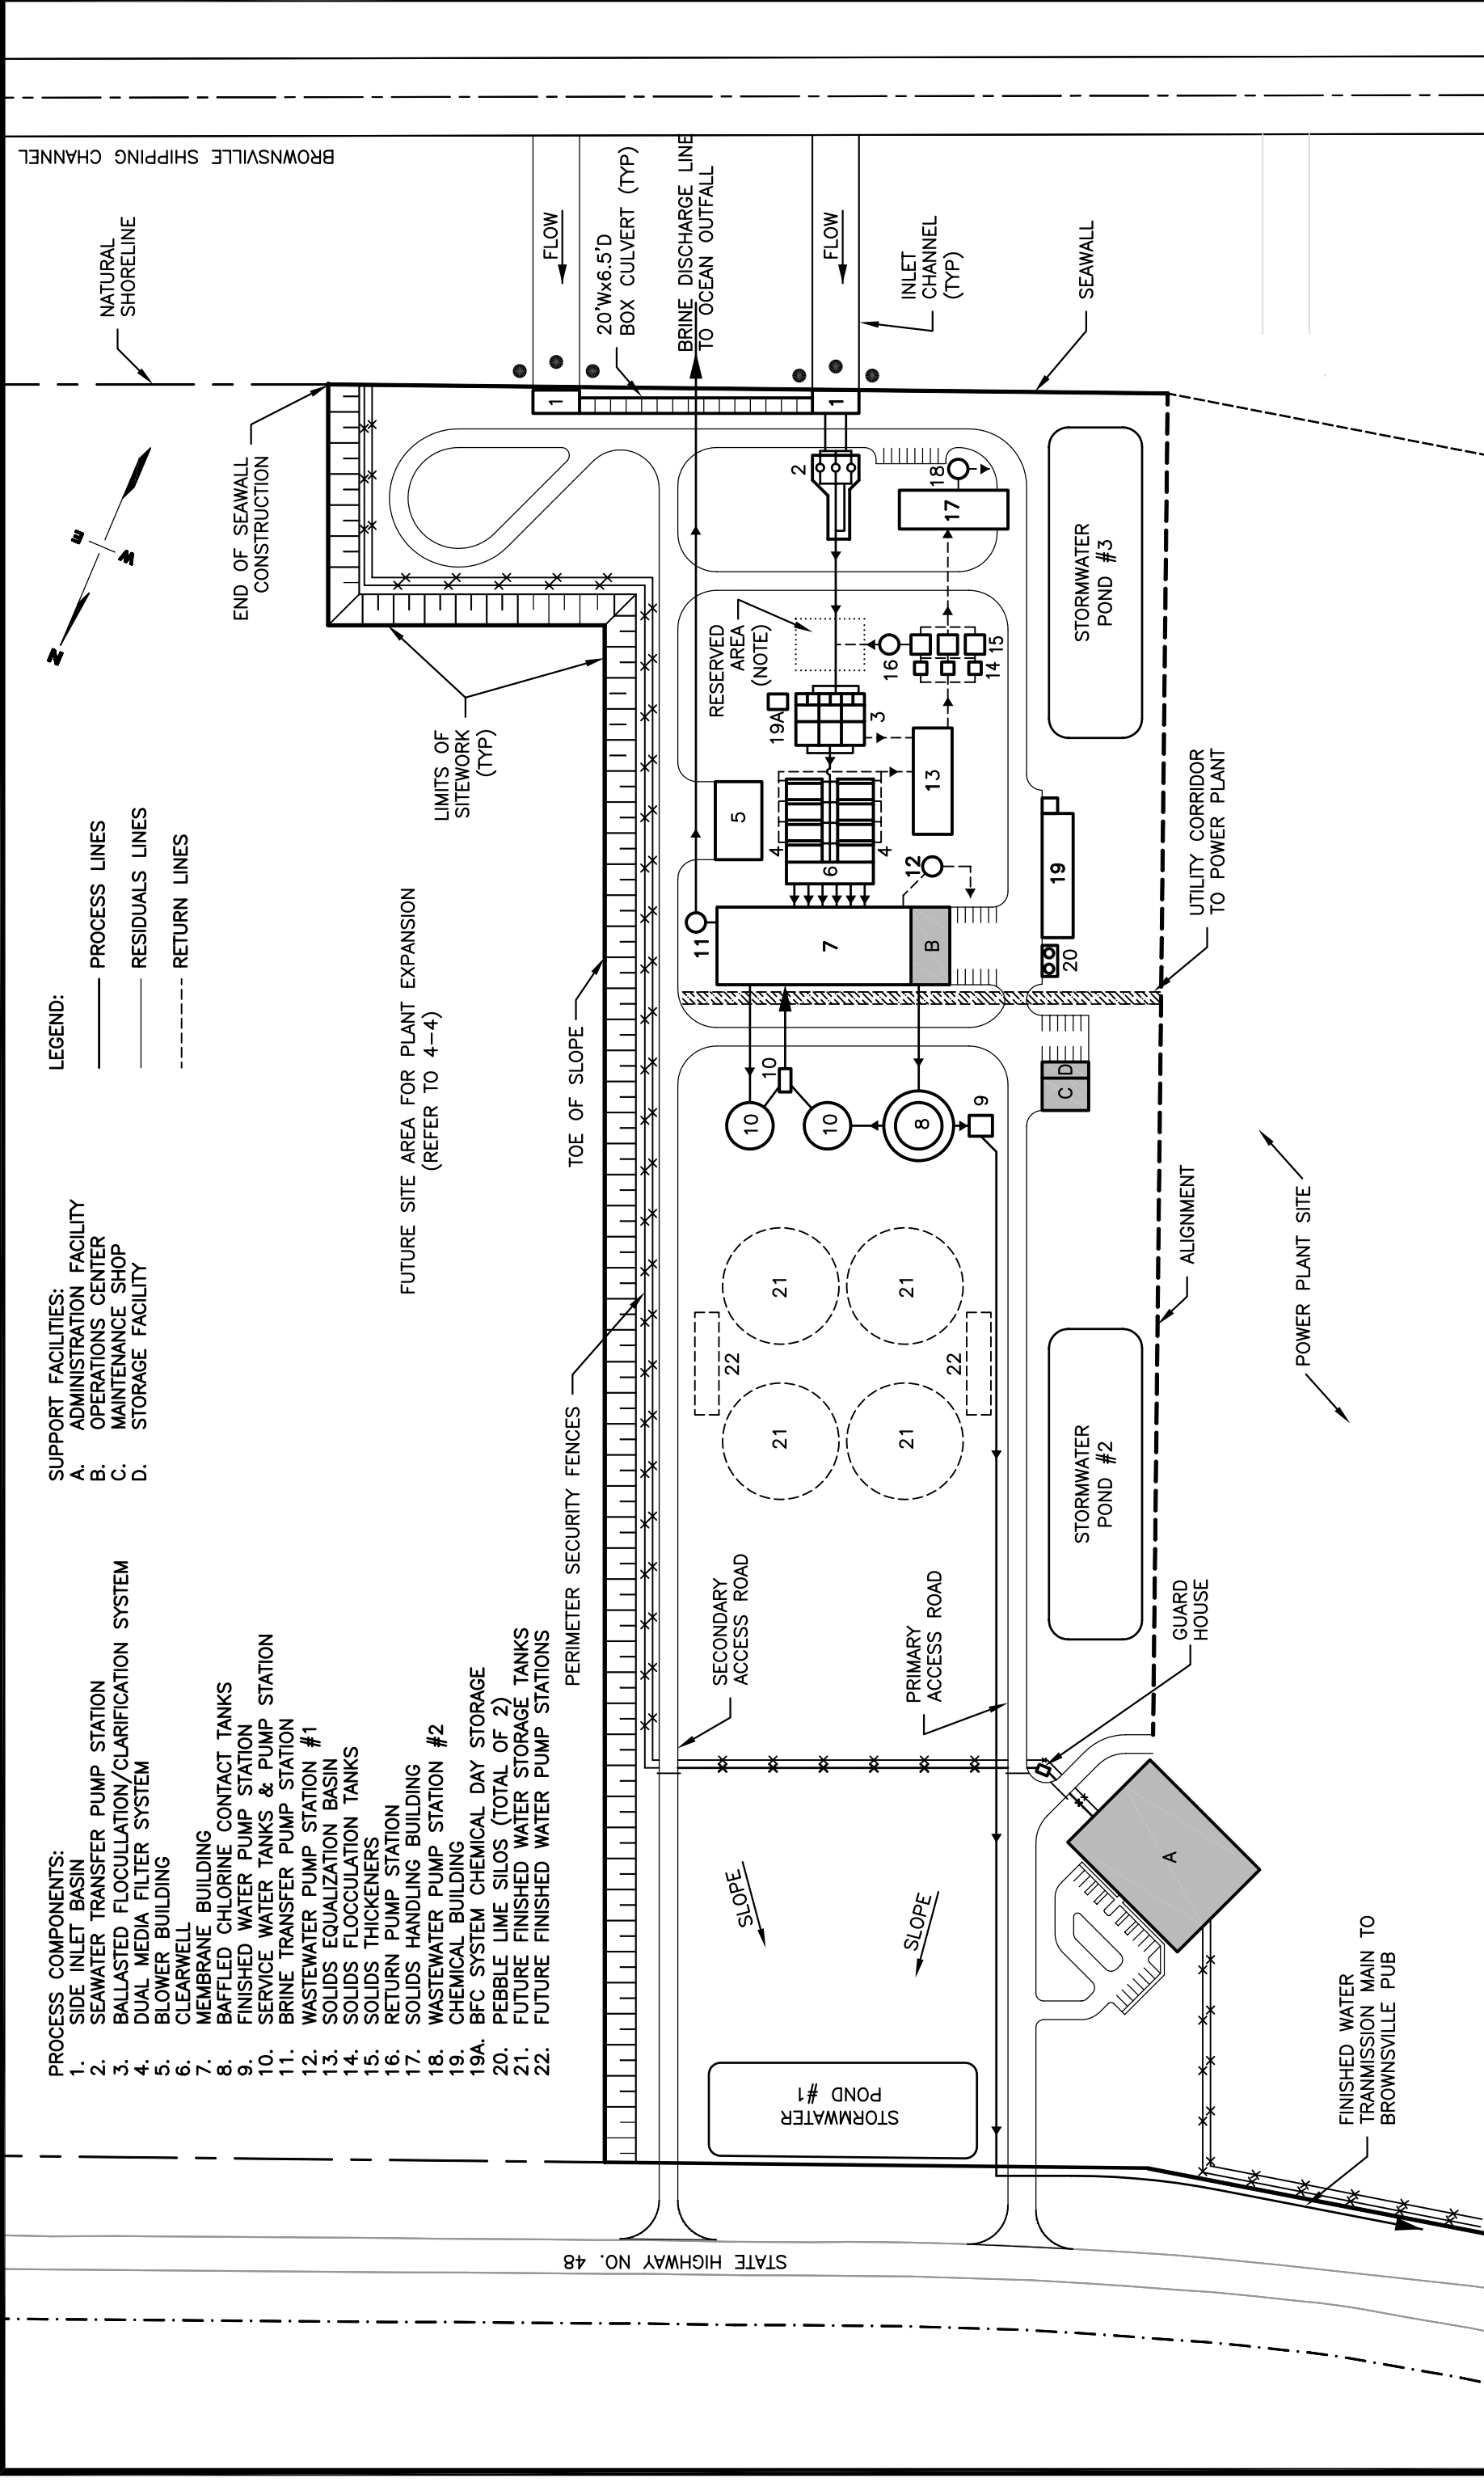 PROCESS COMPONENTS:
1. SIDE INLET BASIN
2. SEAWATER TRANSFER PUMP STATION
3. BALLASTED FLOCULLATION/CLARIFICATION SYSTEM
4. DUAL MEDIA FILTER SYSTEM
5. BLOWER BUILDING
6. CLEARWELL
7. MEMBRANE BUILDING
8. BAFFLED CHLORINE CONTACT TANKS
9. FINISHED WATER PUMP STATION
10. SERVICE WATER TANKS & PUMP STATION
11. BRINE TRANSFER PUMP STATION
12. WASTEWATER PUMP STATION #1
13. SOLIDS EQUALIZATION BASIN
14. SOLIDS FLOCCULATION TANKS
15. SOLIDS THICKENERS
16. RETURN PUMP STATION
17. SOLIDS HANDLING BUILDING
18. WASTEWATER PUMP STATION #2
19. CHEMICAL BUILDING
19A. BFC SYSTEM CHEMICAL DAY STORAGE
20. PEBBLE LIME SILOS (TOTAL OF 2)
21. FUTURE FINISHED WATER STORAGE TANKS
22. FUTURE FINISHED WATER PUMP STATIONS
SUPPORT FACILITIES:
A. ADMINISTRATION FACILITY
B. OPERATIONS CENTER
C. MAINTENANCE SHOP
D. STORAGE FACILITY
LEGEND:
PROCESS LINES
RESIDUALS LINES
RETURN LINES
N
E
W
NATURAL
SHORELINE
BROWNSVILLE SHIPPING CHANNEL
END OF SEAWALL
CONSTRUCTION
LIMITS OF
SITEWORK
(TYP)
FUTURE SITE AREA FOR PLANT EXPANSION
(REFER TO 4-4)
TOE OF SLOPE
PERIMETER SECURITY FENCES
FLOW
20'Wx6.5'D
BOX CULVERT (TYP)
BRINE DISCHARGE LINE
TO OCEAN OUTFALL
FLOW
INLET
CHANNEL
(TYP)
SEAWALL
1
1
2
18
17
RESERVED
AREA
(NOTE)
16
15
14
19A
3
13
5
4
4
6
12
11
7
B
19
20
10
10
10
8
9
C
D
21
21
21
21
22
22
STORMWATER
POND #3
UTILITY CORRIDOR
TO POWER PLANT
ALIGNMENT
POWER PLANT SITE
STORMWATER
POND #2
SECONDARY
ACCESS ROAD
PRIMARY
ACCESS ROAD
GUARD
HOUSE
A
SLOPE
SLOPE
STORMWATER
POND #1
FINISHED WATER
TRANMISSION MAIN TO
BROWNSVILLE PUB
STATE HIGHWAY NO. 48